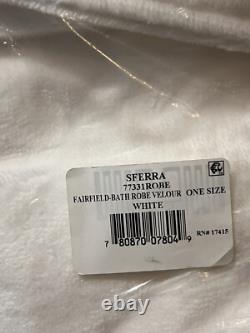 SFERRA
77331ROBE
FAIRFIELD-BATH ROBE VELOUR ONE SIZE
WHITE
RN# 17415
7 80870 07804 9